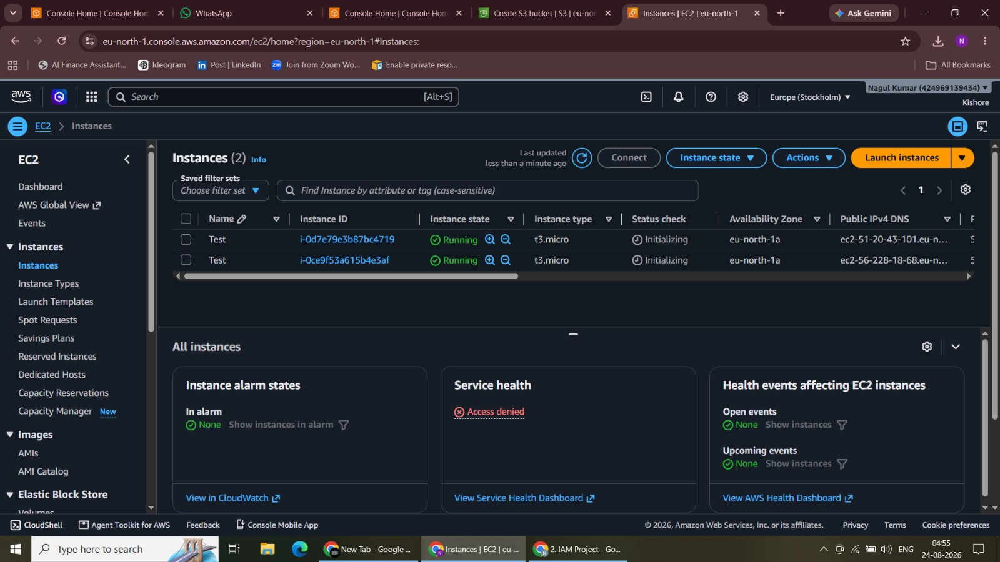 Console Home | Console Hom
WhatsApp
Console Home | Console Hom
Create S3 bucket | S3 | eu-nor
Instances | EC2 | eu-north-1
Ask Gemini
eu-north-1.console.aws.amazon.com/ec2/home?region=eu-north-1#Instances:
N
AI Finance Assistant...
Ideogram
Post | LinkedIn
zm
Join from Zoom Wo...
Enable private reso...
All Bookmarks
aws
Search
[Alt+S]
Europe (Stockholm)
Nagul Kumar (424969139434)
Kishore
EC2
Instances
EC2
Dashboard
AWS Global View
Events
Instances
Instances
Instance Types
Launch Templates
Spot Requests
Savings Plans
Reserved Instances
Dedicated Hosts
Capacity Reservations
Capacity Manager New
Images
AMIs
AMI Catalog
Elastic Block Store
Volumes
Instances (2) Info
Last updated
less than a minute ago
Connect
Instance state
Actions
Launch instances
Saved filter sets
Choose filter set
Find Instance by attribute or tag (case-sensitive)
1
Name Instance ID Instance state Instance type Status check Availability Zone Public IPv4 DNS P
Test i-0d7e79e3b87bc4719 Running t3.micro Initializing eu-north-1a ec2-51-20-43-101.eu-n... 5
Test i-0ce9f53a615b4e3af Running t3.micro Initializing eu-north-1a ec2-56-228-18-68.eu-n... 5
All instances
Instance alarm states
In alarm
None Show instances in alarm
View in CloudWatch
Service health
Access denied
View Service Health Dashboard
Health events affecting EC2 instances
Open events
None Show instances
Upcoming events
None Show instances
View AWS Health Dashboard
CloudShell
Agent Toolkit for AWS
Feedback
Console Mobile App
© 2026, Amazon Web Services, Inc. or its affiliates.
Privacy
Terms
Cookie preferences
Type here to search
New Tab - Google ...
Instances | EC2 | eu-...
2. IAM Project - Go...
ENG
04:55
24-08-2026